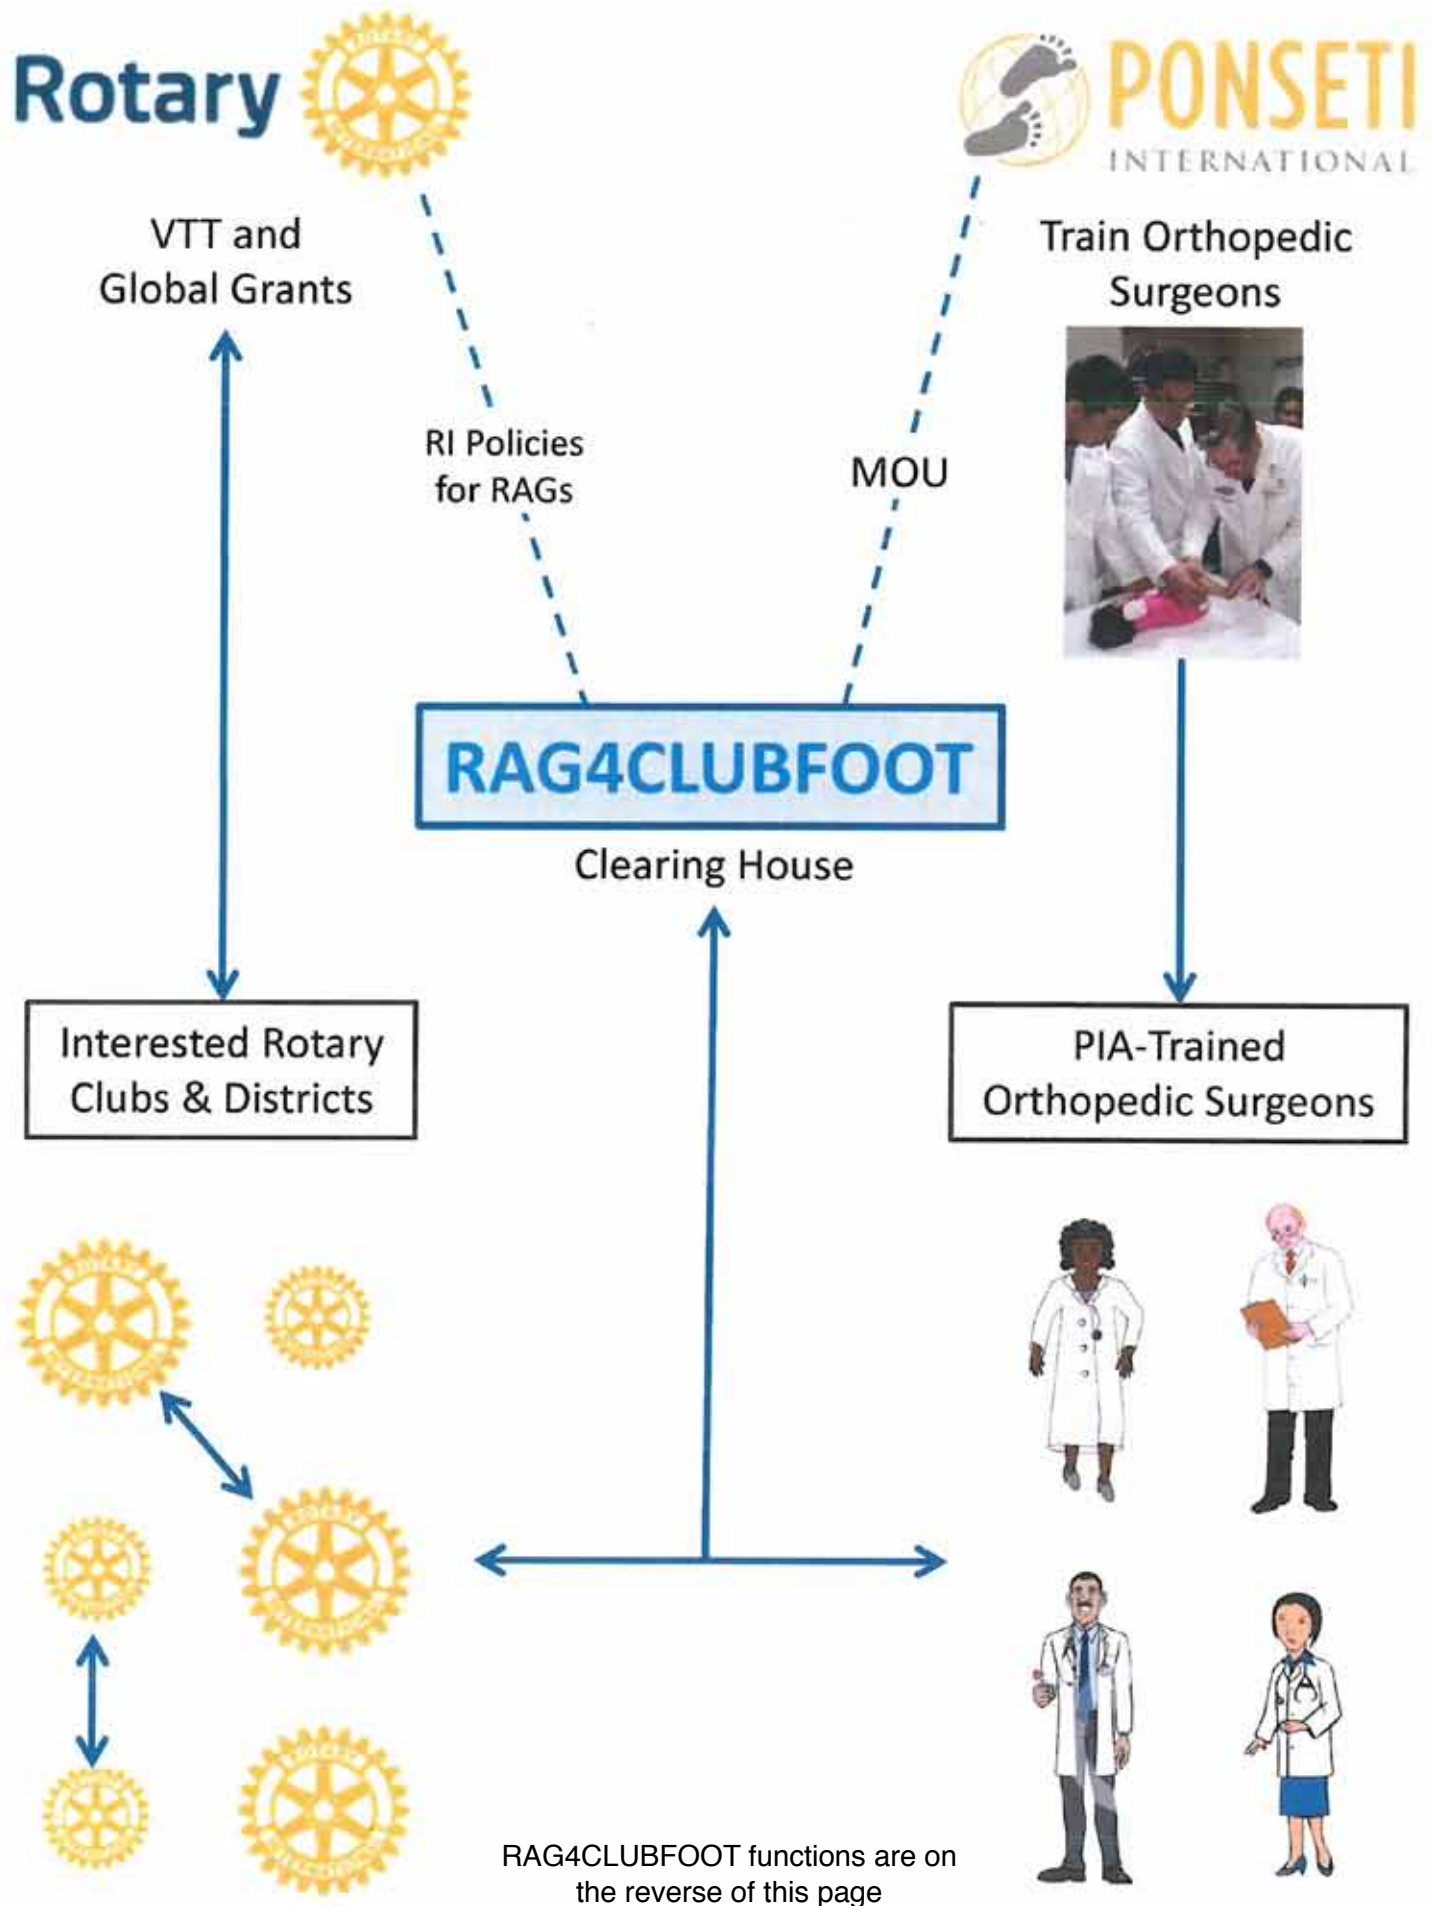 Rotary
PONSETI
INTERNATIONAL
VTT and
Global Grants
Train Orthopedic
Surgeons
RI Policies
for RAGs
MOU
RAG4CLUBFOOT
Clearing House
Interested Rotary
Clubs & Districts
PIA-Trained
Orthopedic Surgeons
RAG4CLUBFOOT functions are on
the reverse of this page